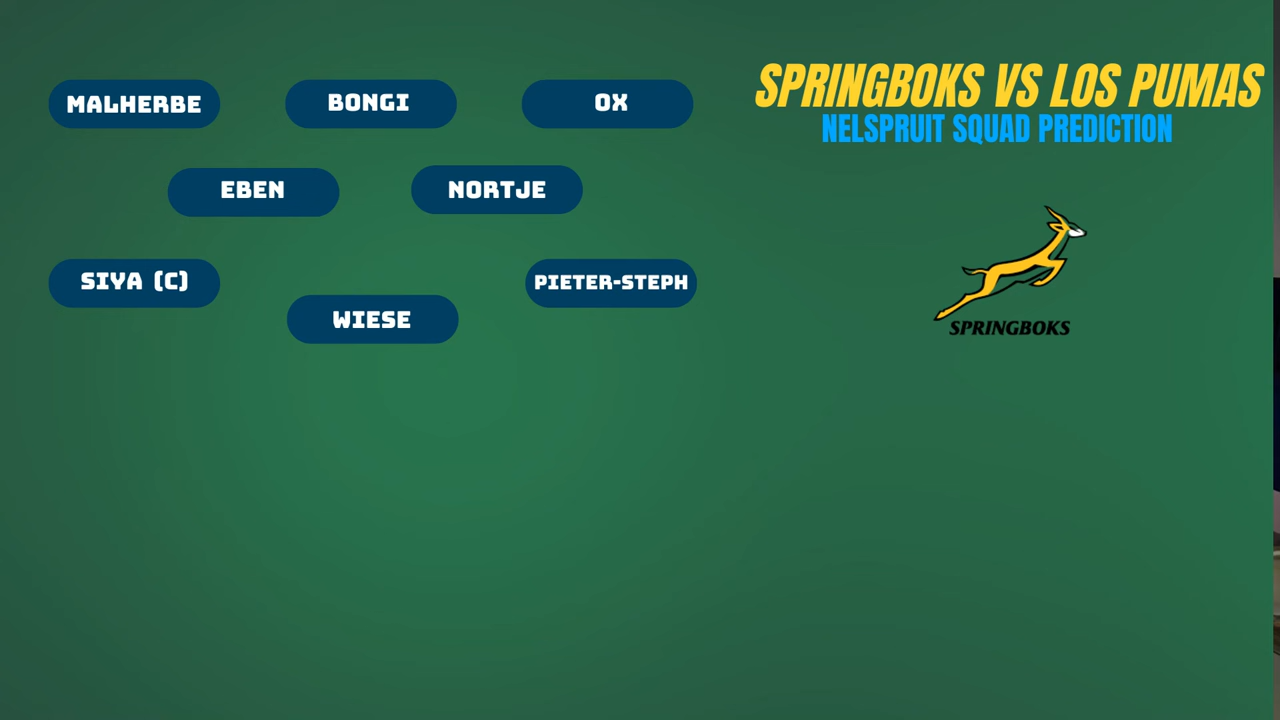 SPRINGBOKS VS LOS PUMAS
NELSPRUIT SQUAD PREDICTION
MALHERBE
BONGI
OX
EBEN
NORTJE
SIYA (C)
PIETER-STEPH
WIESE
SPRINGBOKS